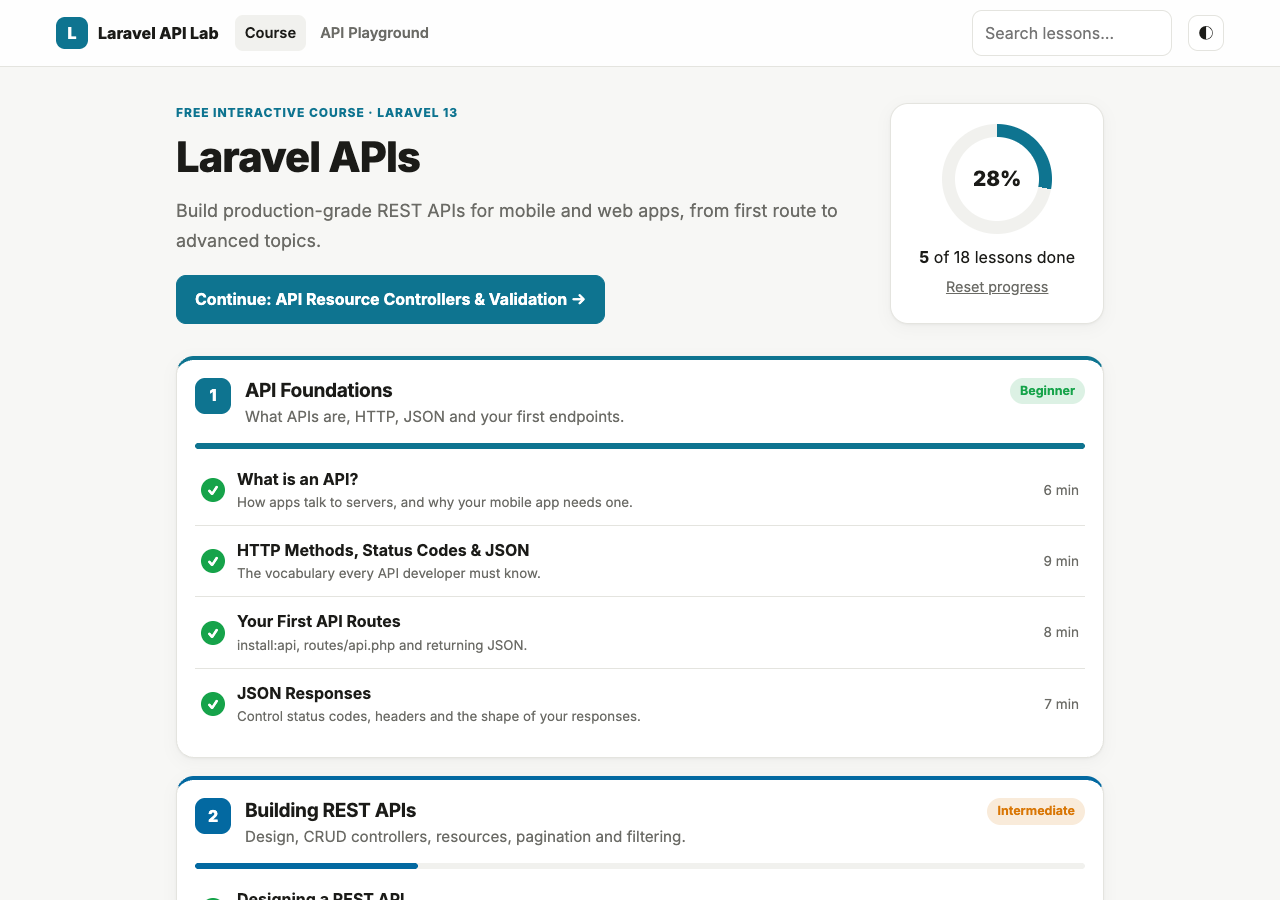 L Laravel API Lab Course API Playground Search lessons...
FREE INTERACTIVE COURSE · LARAVEL 13
Laravel APIs
Build production-grade REST APIs for mobile and web apps, from first route to
advanced topics.
Continue: API Resource Controllers & Validation →
28%
5 of 18 lessons done
Reset progress
1 API Foundations Beginner
What APIs are, HTTP, JSON and your first endpoints.
What is an API?
How apps talk to servers, and why your mobile app needs one.
6 min
HTTP Methods, Status Codes & JSON
The vocabulary every API developer must know.
9 min
Your First API Routes
install:api, routes/api.php and returning JSON.
8 min
JSON Responses
Control status codes, headers and the shape of your responses.
7 min
2 Building REST APIs Intermediate
Design, CRUD controllers, resources, pagination and filtering.
Designing a REST API